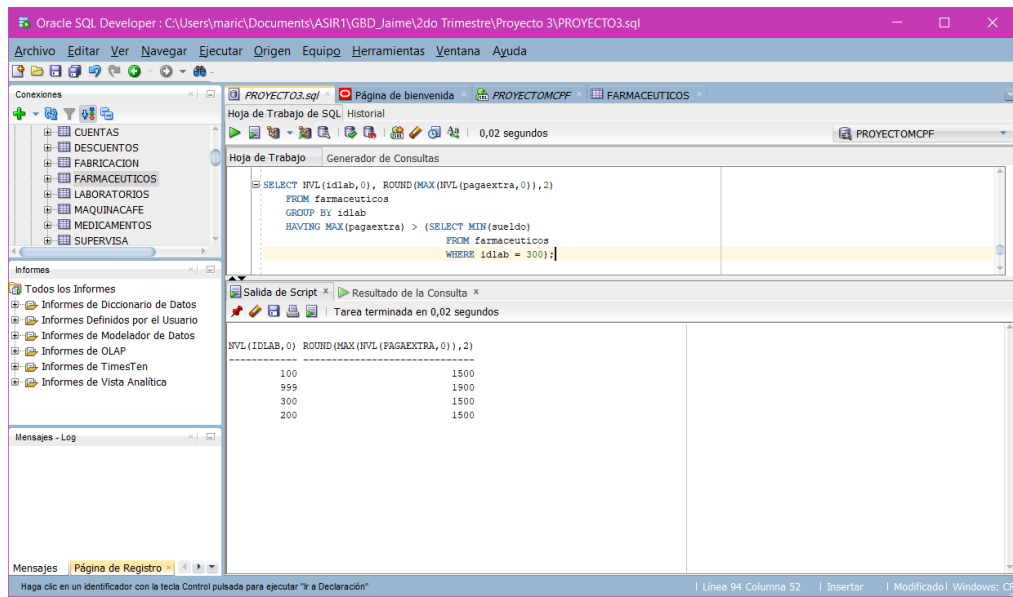 Oracle SQL Developer : C:\Users\maric\Documents\ASIR1\GBD_Jaime\2do Trimestre\Proyecto 3\PROYECTO3.sql
Archivo Editar Ver Navegar Ejecutar Origen Equipo Herramientas Ventana Ayuda
Conexiones
CUENTAS
DESCUENTOS
FABRICACION
FARMACEUTICOS
LABORATORIOS
MAQUINACAFE
MEDICAMENTOS
SUPERVISA
Informes
Todos los Informes
Informes de Diccionario de Datos
Informes Definidos por el Usuario
Informes de Modelador de Datos
Informes de OLAP
Informes de TimesTen
Informes de Vista Analítica
Mensajes - Log
Mensajes Página de Registro
PROYECTO3.sql Página de bienvenida PROYECTOMCPF FARMACEUTICOS
Hoja de Trabajo de SQL Historial
0,02 segundos PROYECTOMCPF
Hoja de Trabajo Generador de Consultas
SELECT NVL(idlab,0), ROUND(MAX(NVL(pagaextra,0)),2)
FROM farmaceuticos
GROUP BY idlab
HAVING MAX(pagaextra) > (SELECT MIN(sueldo)
FROM farmaceuticos
WHERE idlab = 300);
Salida de Script Resultado de la Consulta
Tarea terminada en 0,02 segundos
NVL(IDLAB,0) ROUND(MAX(NVL(PAGAEXTRA,0)),2)
------------ ------------------------------
100 1500
999 1900
300 1500
200 1500
Haga clic en un identificador con la tecla Control pulsada para ejecutar "Ir a Declaración" Línea 94 Columna 52 Insertar Modificado Windows: